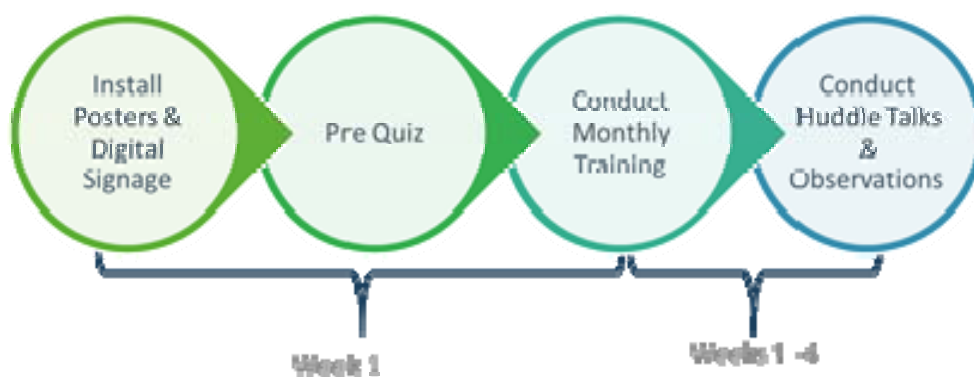 Install
Posters &
Digital
Signage
Pre Quiz
Conduct
Monthly
Training
Conduct
Huddle Talks
&
Observations
Week 1
Weeks 1 -4